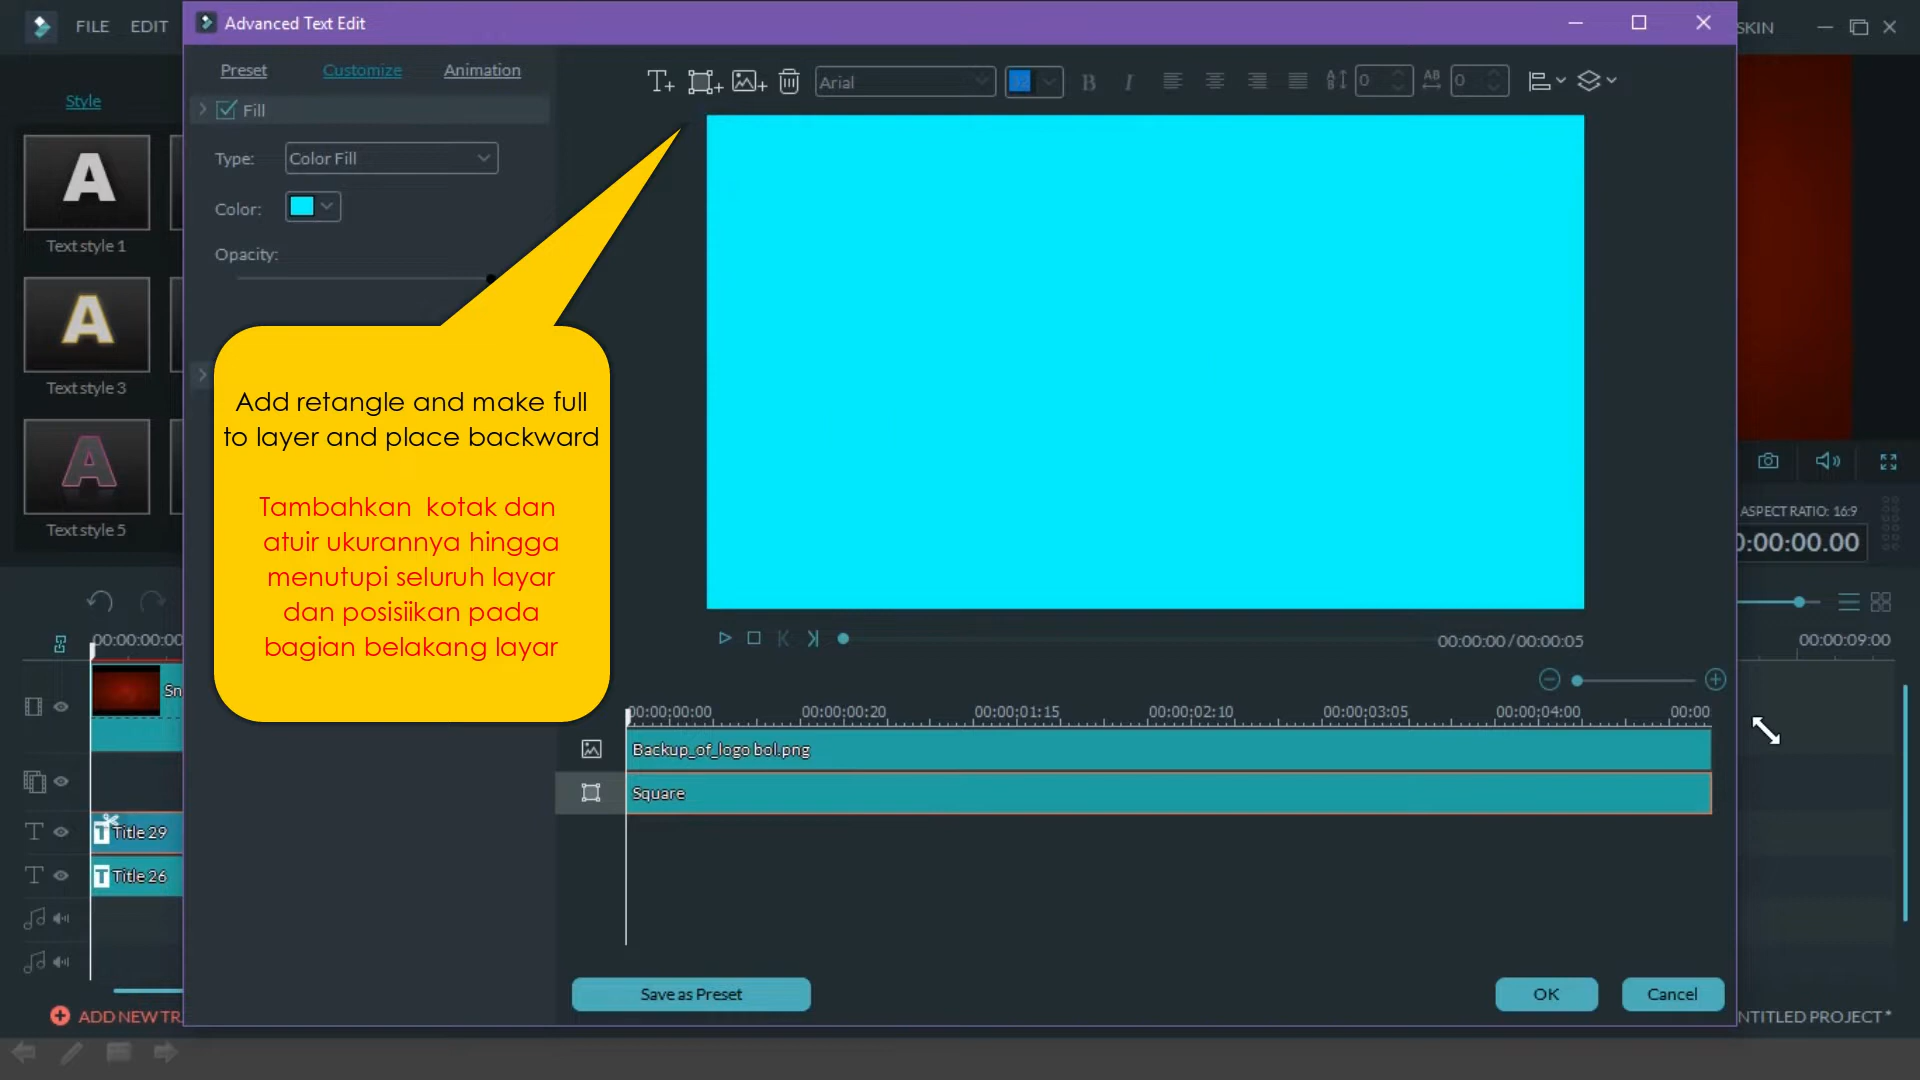 FILE
EDIT
Advanced Text Edit
SKIN
Preset
Customize
Animation
Arial
B
I
0
AB
0
Style
Fill
Type:
Color Fill
Color:
Opacity:
A
Text style 1
A
Text style 3
A
Text style 5
Add retangle and make full
to layer and place backward
Tambahkan kotak dan
atuir ukurannya hingga
menutupi seluruh layar
dan posisiikan pada
bagian belakang layar
ASPECT RATIO: 16:9
0:00:00.00
00:00:00/00:00:05
00:00:00:00
00:00:09:00
00:00:00:00
00:00:00:20
00:00:01:15
00:00:02:10
00:00:03:05
00:00:04:00
00:00
Sn
Backup_of_logo bol.png
Square
T Title 29
T Title 26
Save as Preset
OK
Cancel
ADD NEW TR
NTITLED PROJECT*